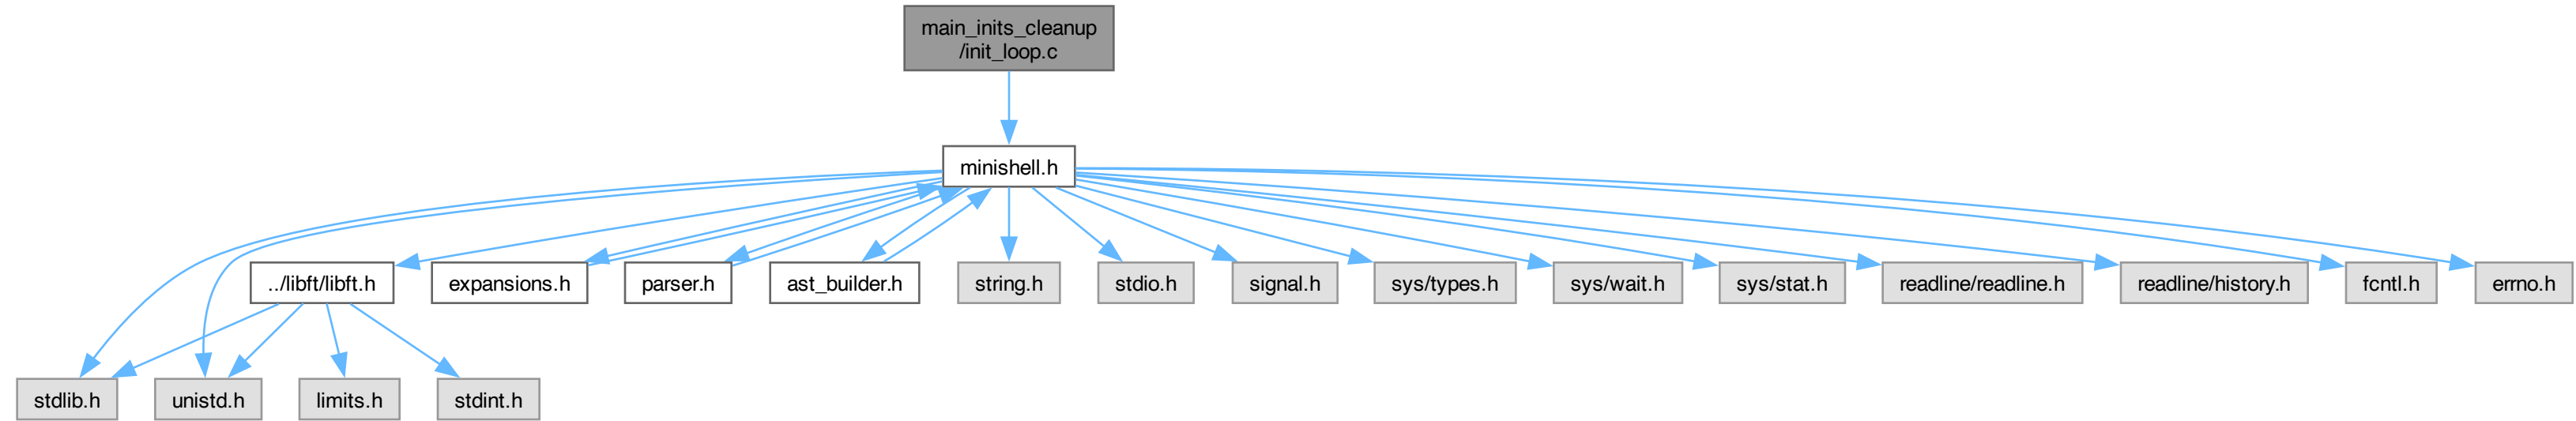 main_inits_cleanup
/init_loop.c
minishell.h
../libft/libft.h
expansions.h
parser.h
ast_builder.h
string.h
stdio.h
signal.h
sys/types.h
sys/wait.h
sys/stat.h
readline/readline.h
readline/history.h
fcntl.h
errno.h
stdlib.h
unistd.h
limits.h
stdint.h